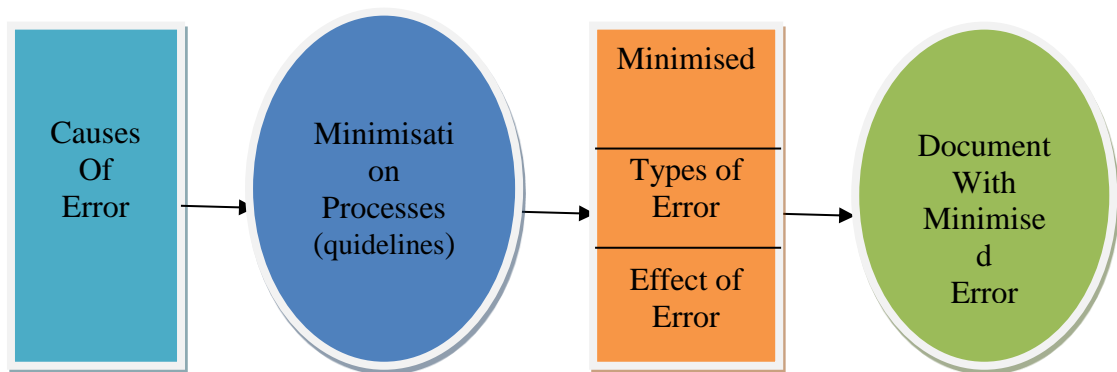 Causes
Of
Error
Minimisati
on
Processes
(quidelines)
Minimised
Types of
Error
Effect of
Error
Document
With
Minimise
d
Error